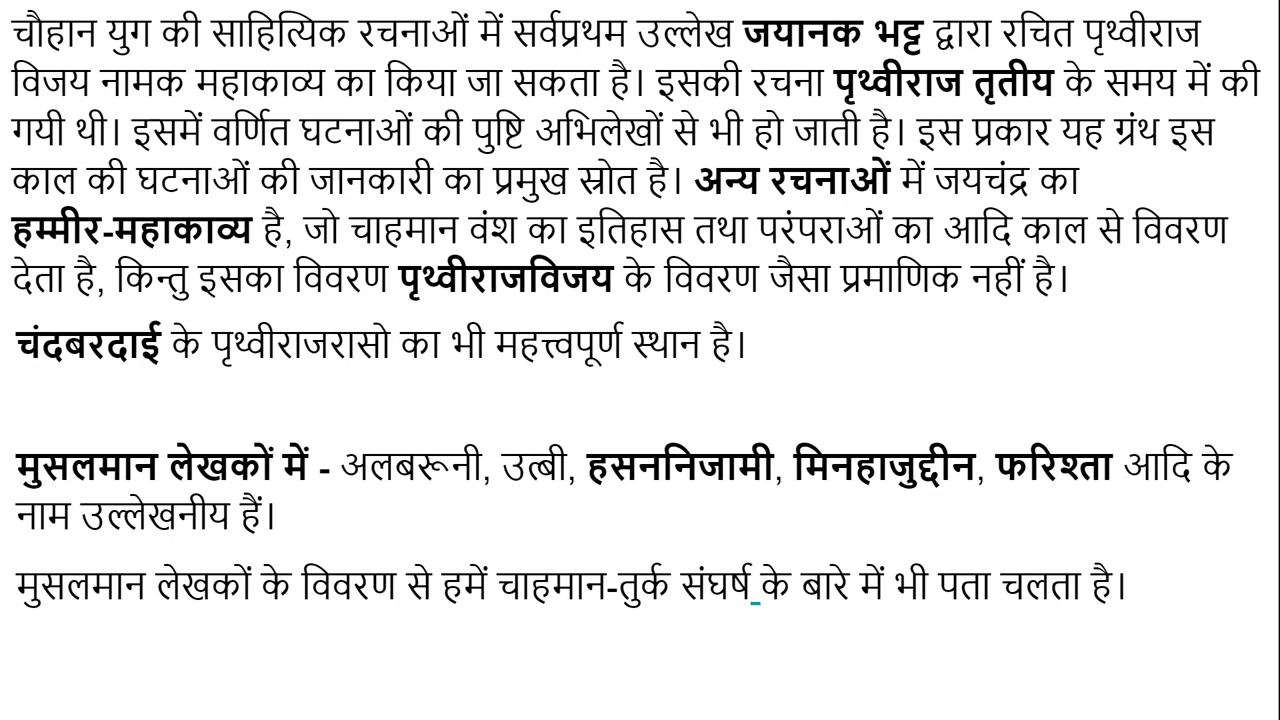 चौहान युग की साहित्यिक रचनाओं में सर्वप्रथम उल्लेख जयानक भट्ट द्वारा रचित पृथ्वीराज
विजय नामक महाकाव्य का किया जा सकता है। इसकी रचना पृथ्वीराज तृतीय के समय में की
गयी थी। इसमें वर्णित घटनाओं की पुष्टि अभिलेखों से भी हो जाती है। इस प्रकार यह ग्रंथ इस
काल की घटनाओं की जानकारी का प्रमुख स्रोत है। अन्य रचनाओं में जयचंद्र का
हम्मीर-महाकाव्य है, जो चाहमान वंश का इतिहास तथा परंपराओं का आदि काल से विवरण
देता है, किन्तु इसका विवरण पृथ्वीराजविजय के विवरण जैसा प्रमाणिक नहीं है।
चंदबरदाई के पृथ्वीराजरासो का भी महत्त्वपूर्ण स्थान है।
मुसलमान लेखकों में - अलबरूनी, उत्बी, हसननिजामी, मिनहाजुद्दीन, फरिश्ता आदि के
नाम उल्लेखनीय हैं।
मुसलमान लेखकों के विवरण से हमें चाहमान-तुर्क संघर्ष के बारे में भी पता चलता है।